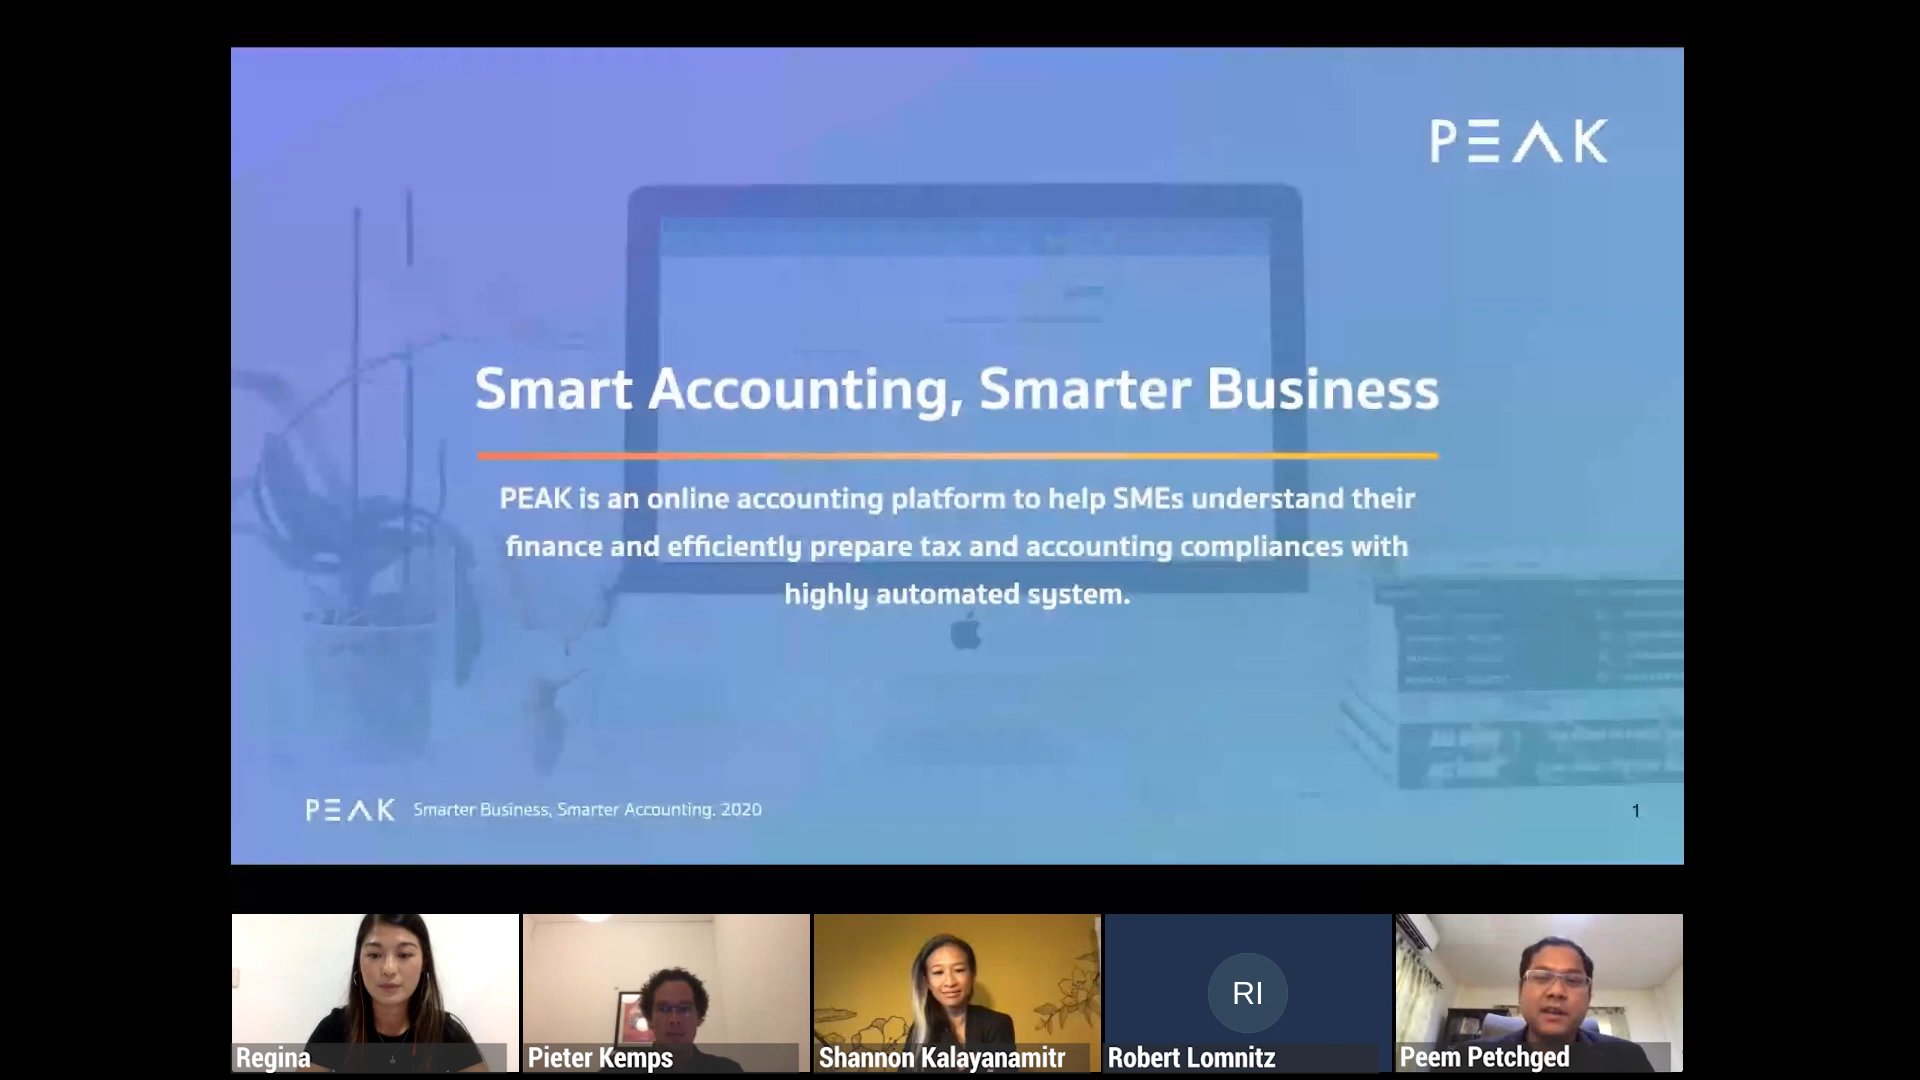 PEAK
Smart Accounting, Smarter Business
PEAK is an online accounting platform to help SMEs understand their
finance and efficiently prepare tax and accounting compliances with
highly automated system.
PEAK Smarter Business, Smarter Accounting. 2020
1
RI
Regina
Pieter Kemps
Shannon Kalayanamitr
Robert Lomnitz
Peem Petchged